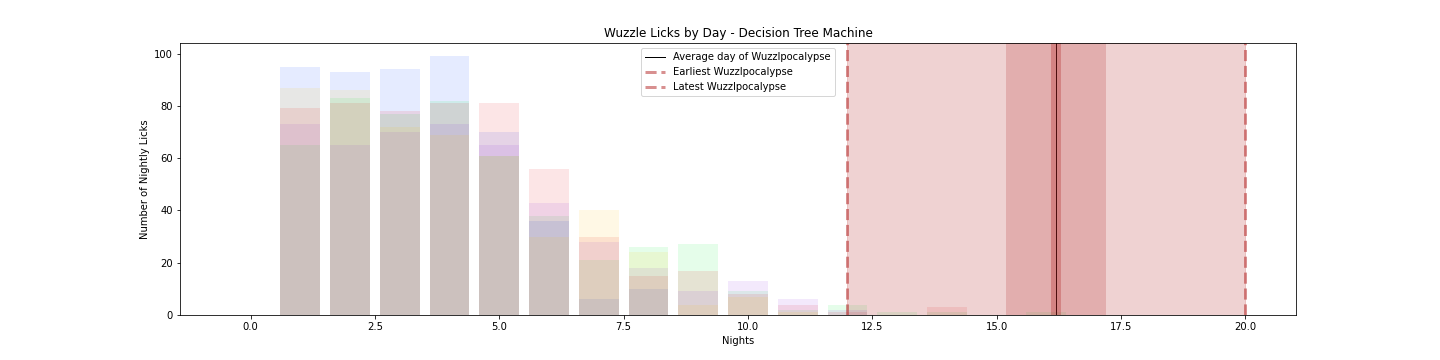 Wuzzle Licks by Day - Decision Tree Machine
Average day of Wuzzlpocalypse
Earliest Wuzzlpocalypse
Latest Wuzzlpocalypse
Number of Nightly Licks
100
80
60
40
20
0
0.0 2.5 5.0 7.5 10.0 12.5 15.0 17.5 20.0
Nights